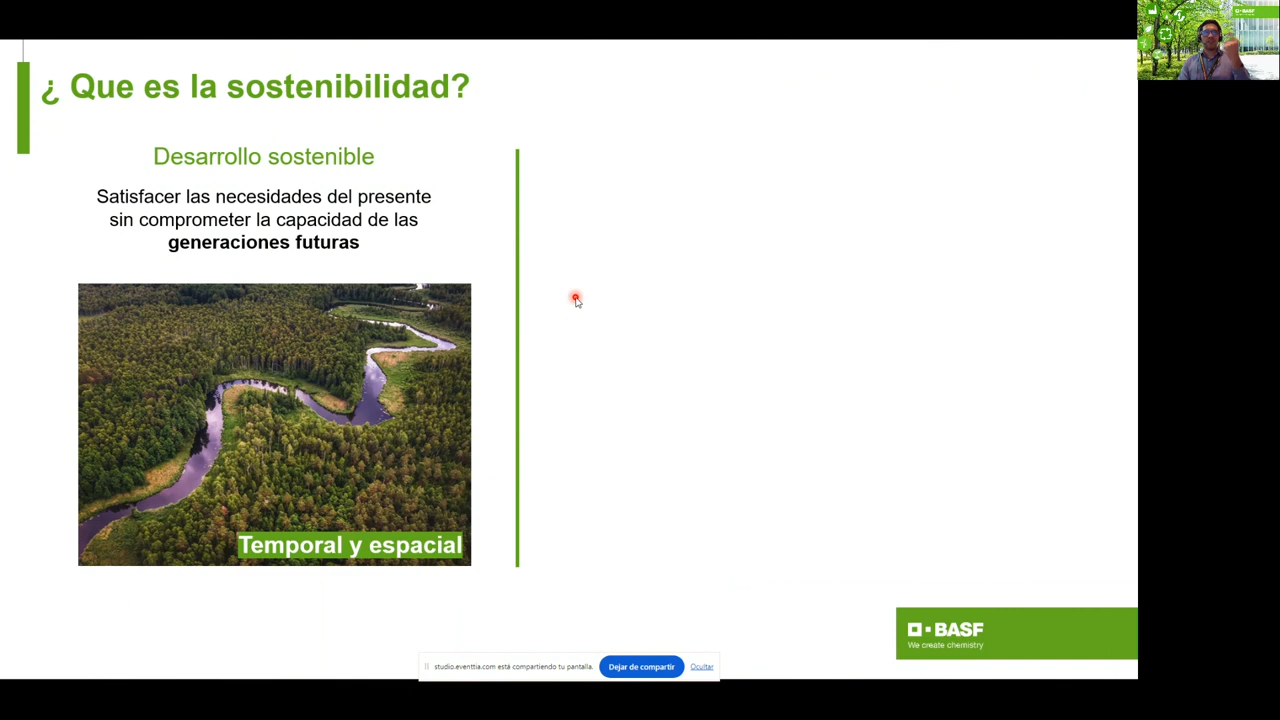 ¿ Que es la sostenibilidad?
Desarrollo sostenible
Satisfacer las necesidades del presente
sin comprometer la capacidad de las
generaciones futuras
Temporal y espacial
BASF
We create chemistry
studio.eventtia.com está compartiendo tu pantalla.
Dejar de compartir
Ocultar
BASF